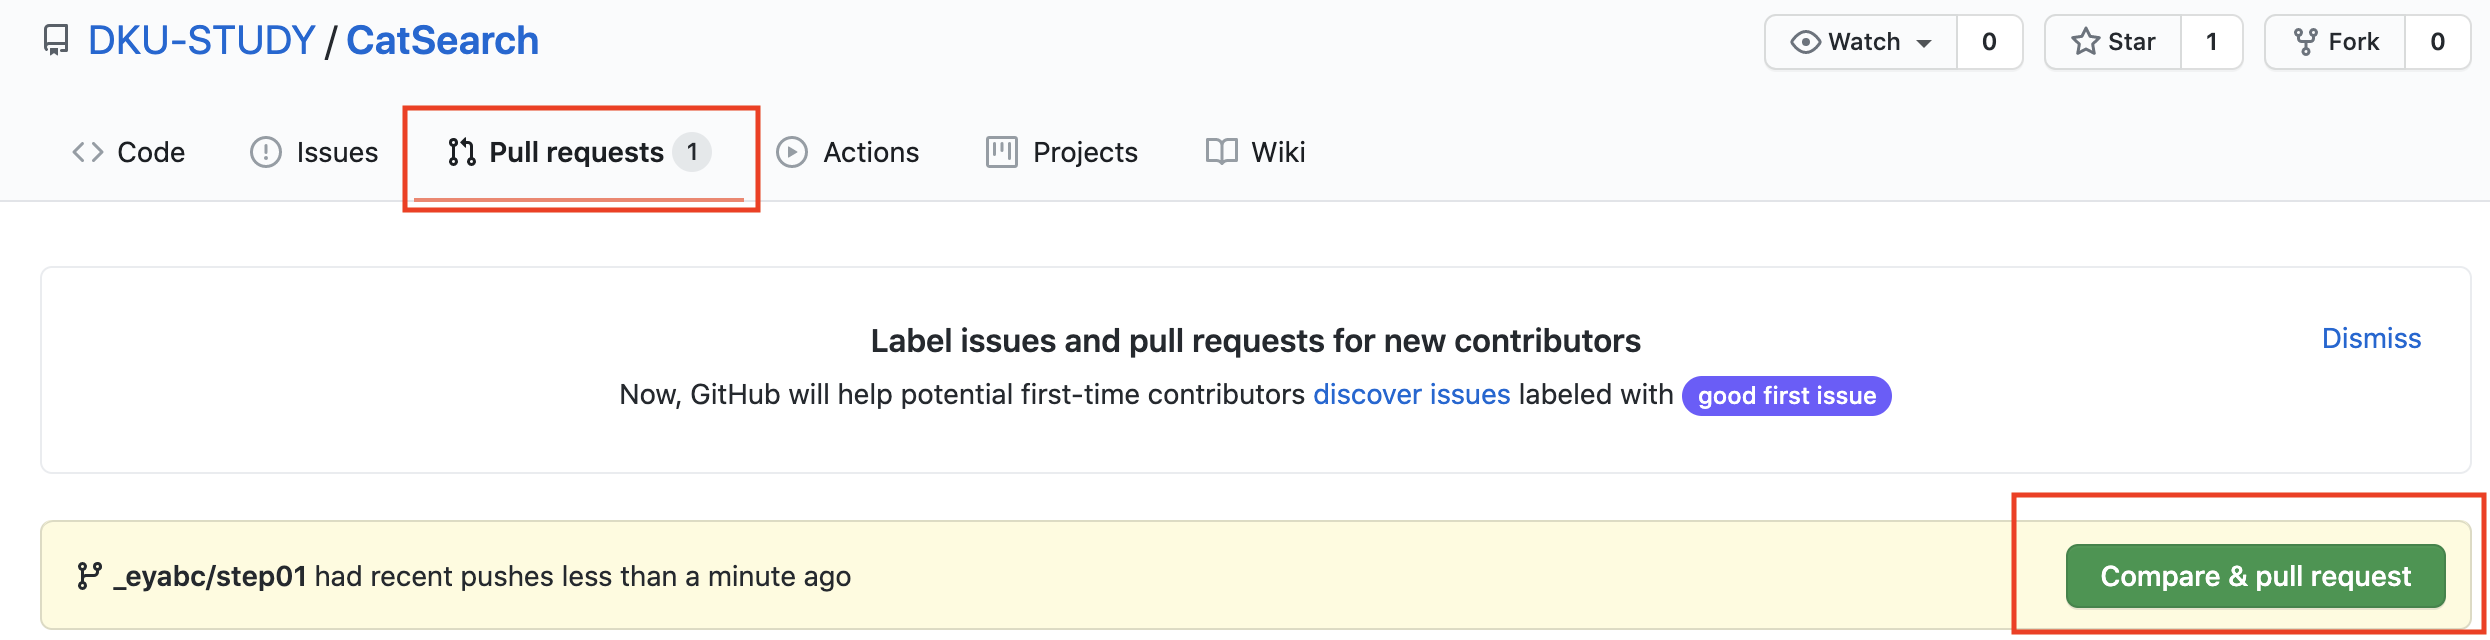 DKU-STUDY / CatSearch
Watch 0 Star 1 Fork 0
Code Issues Pull requests 1 Actions Projects Wiki
Label issues and pull requests for new contributors
Dismiss
Now, GitHub will help potential first-time contributors discover issues labeled with good first issue
_eyabc/step01 had recent pushes less than a minute ago
Compare & pull request